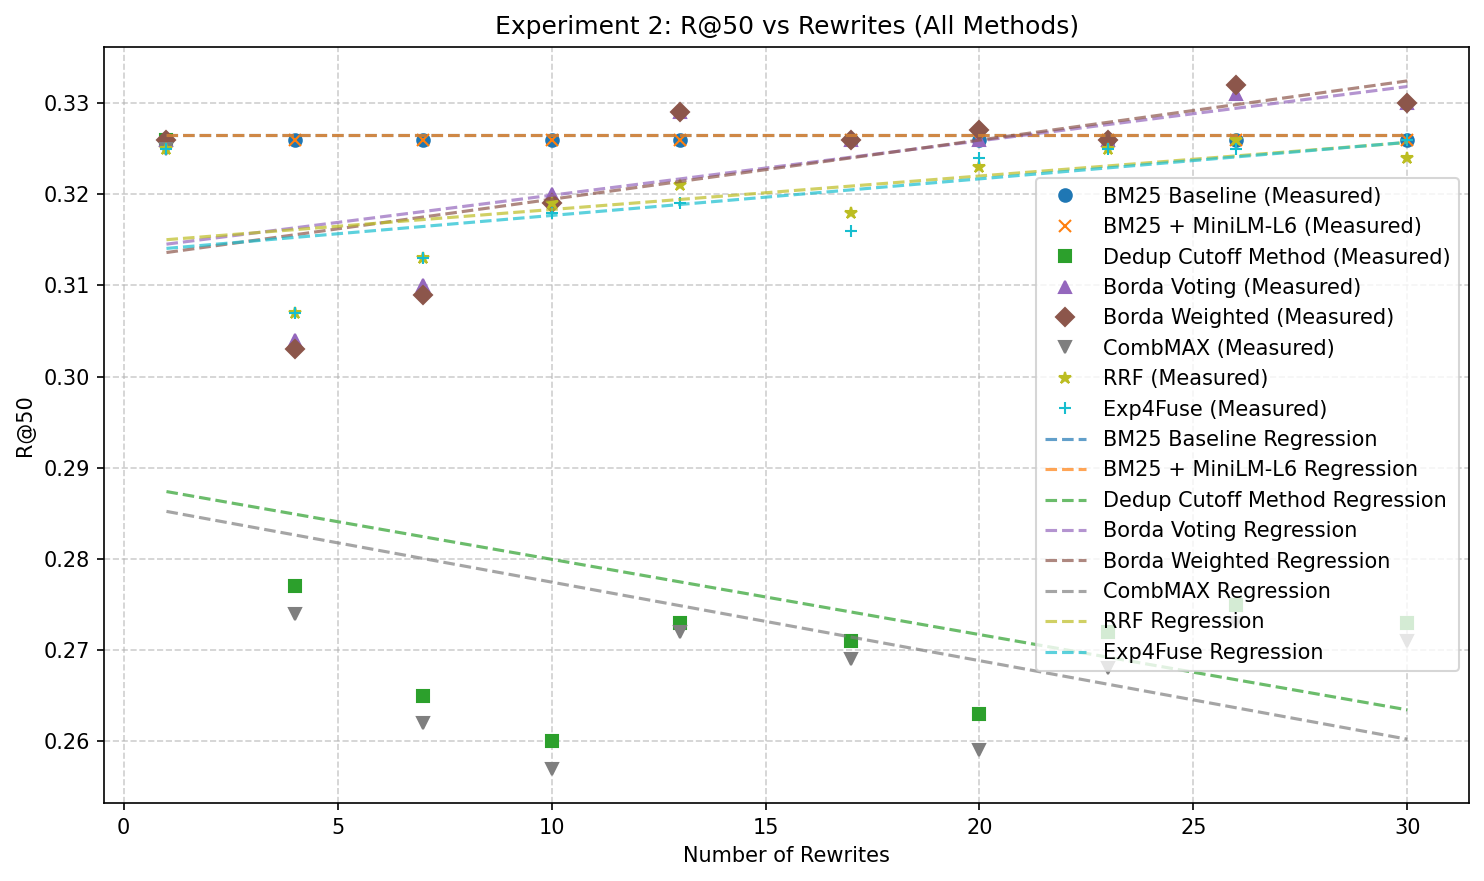 Experiment 2: R@50 vs Rewrites (All Methods)
R@50
0.33
0.32
0.31
0.30
0.29
0.28
0.27
0.26
BM25 Baseline (Measured)
BM25 + MiniLM-L6 (Measured)
Dedup Cutoff Method (Measured)
Borda Voting (Measured)
Borda Weighted (Measured)
CombMAX (Measured)
RRF (Measured)
Exp4Fuse (Measured)
BM25 Baseline Regression
BM25 + MiniLM-L6 Regression
Dedup Cutoff Method Regression
Borda Voting Regression
Borda Weighted Regression
CombMAX Regression
RRF Regression
Exp4Fuse Regression
0 5 10 15 20 25 30
Number of Rewrites